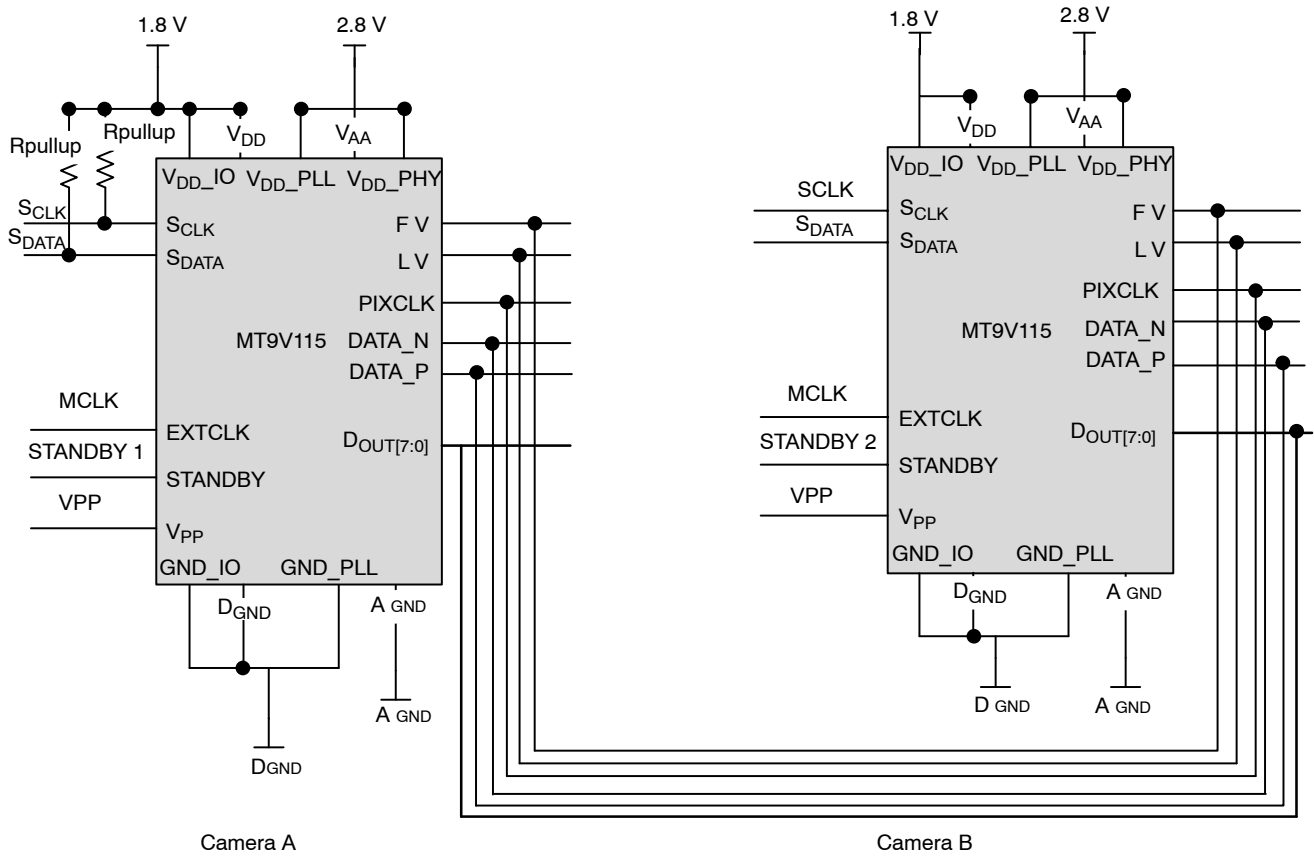 1.8 V
2.8 V
Rpullup
Rpullup
VDD
VAA
VDD_IO
VDD_PLL
VDD_PHY
SCLK
SDATA
SCLK
SDATA
F V
L V
PIXCLK
MT9V115
DATA_N
DATA_P
MCLK
EXTCLK
DOUT[7:0]
STANDBY 1
STANDBY
VPP
VPP
GND_IO
GND_PLL
DGND
A GND
A GND
DGND
Camera A
1.8 V
2.8 V
VDD
VAA
VDD_IO
VDD_PLL
VDD_PHY
SCLK
SDATA
SCLK
SDATA
F V
L V
PIXCLK
MT9V115
DATA_N
DATA_P
MCLK
EXTCLK
DOUT[7:0]
STANDBY 2
STANDBY
VPP
VPP
GND_IO
GND_PLL
DGND
A GND
D GND
A GND
Camera B